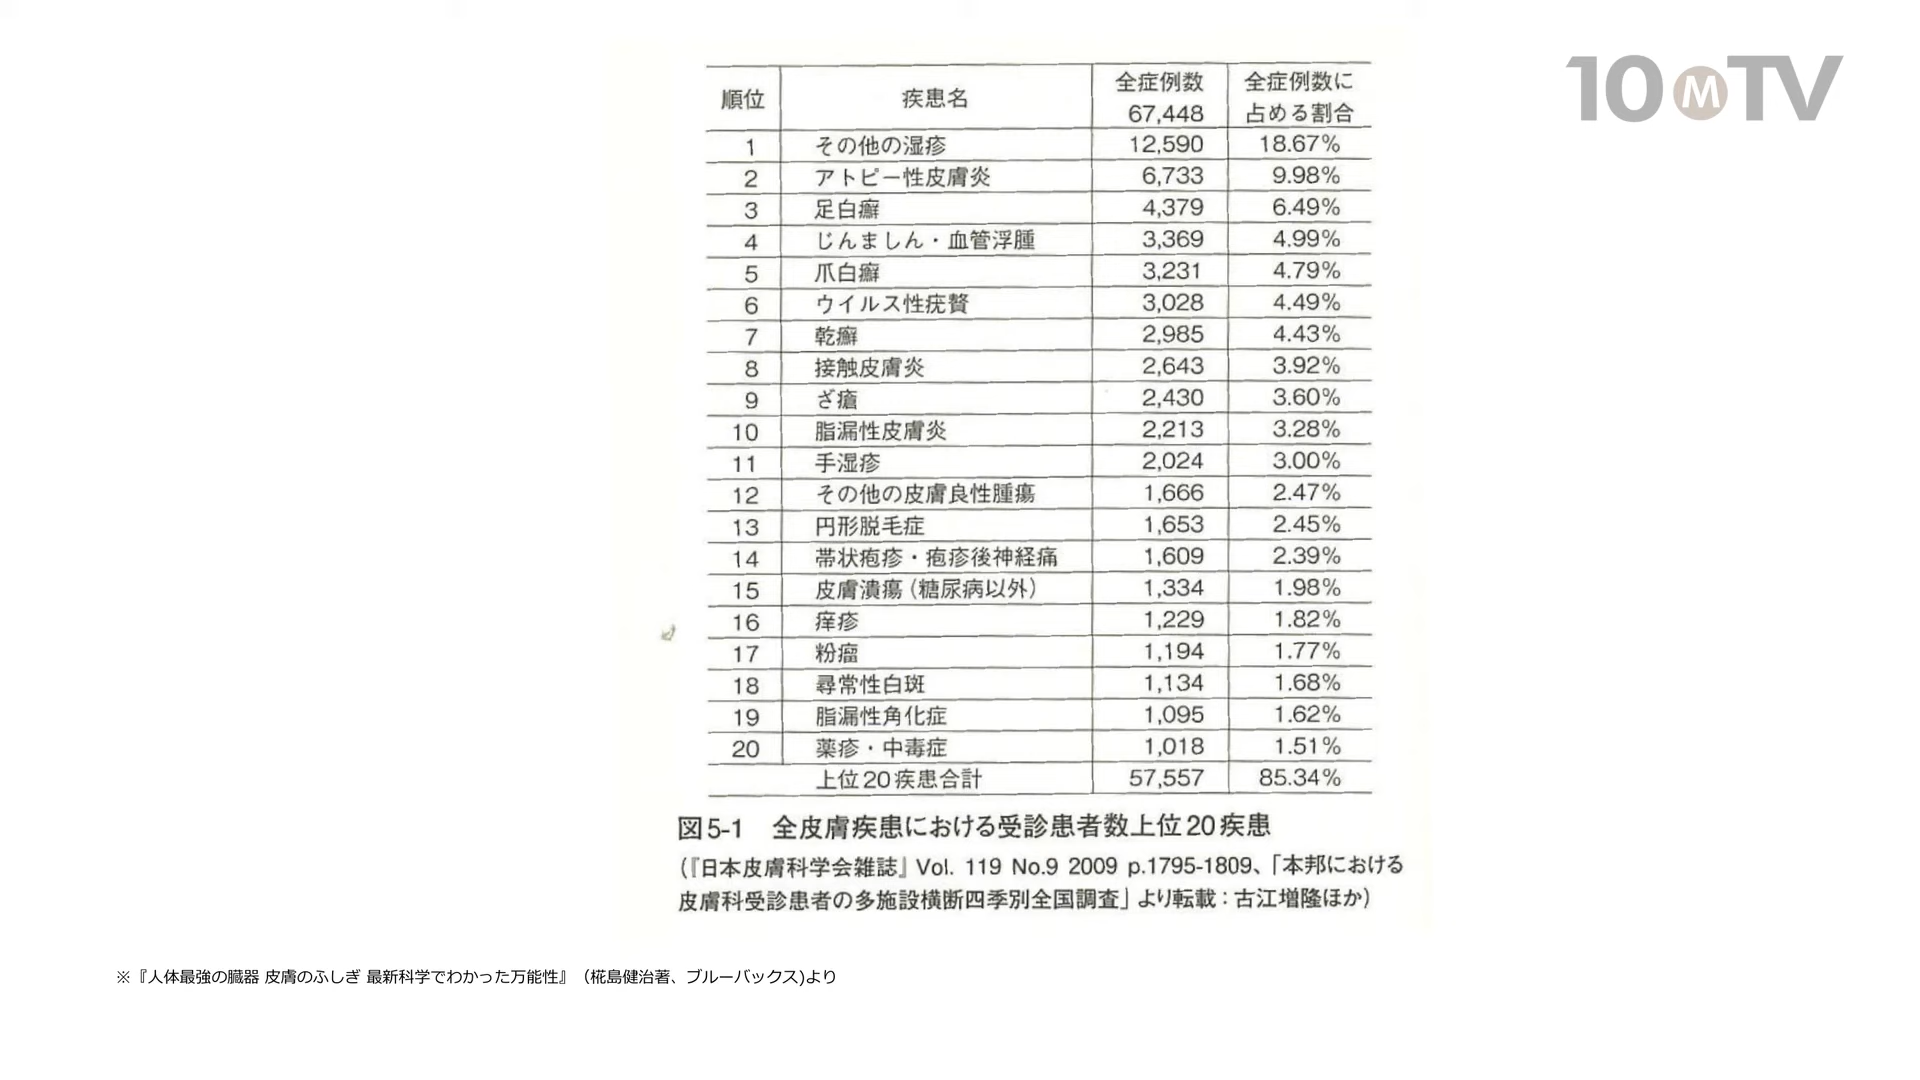 10MTV
順位 疾患名 全症例数 67,448 全症例数に占める割合
1 その他の湿疹 12,590 18.67%
2 アトピー性皮膚炎 6,733 9.98%
3 足白癬 4,379 6.49%
4 じんましん・血管浮腫 3,369 4.99%
5 爪白癬 3,231 4.79%
6 ウイルス性疣贅 3,028 4.49%
7 乾癬 2,985 4.43%
8 接触皮膚炎 2,643 3.92%
9 ざ瘡 2,430 3.60%
10 脂漏性皮膚炎 2,213 3.28%
11 手湿疹 2,024 3.00%
12 その他の皮膚良性腫瘍 1,666 2.47%
13 円形脱毛症 1,653 2.45%
14 帯状疱疹・疱疹後神経痛 1,609 2.39%
15 皮膚潰瘍(糖尿病以外) 1,334 1.98%
16 痒疹 1,229 1.82%
17 粉瘤 1,194 1.77%
18 尋常性白斑 1,134 1.68%
19 脂漏性角化症 1,095 1.62%
20 薬疹・中毒症 1,018 1.51%
上位20疾患合計 57,557 85.34%
図5-1 全皮膚疾患における受診患者数上位20疾患
(『日本皮膚科学会雑誌』Vol. 119 No.9 2009 p.1795-1809、「本邦における
皮膚科受診患者の多施設横断四季別全国調査」より転載:古江増隆ほか)
※『人体最強の臓器 皮膚のふしぎ 最新科学でわかった万能性』(椛島健治著、ブルーバックス)より